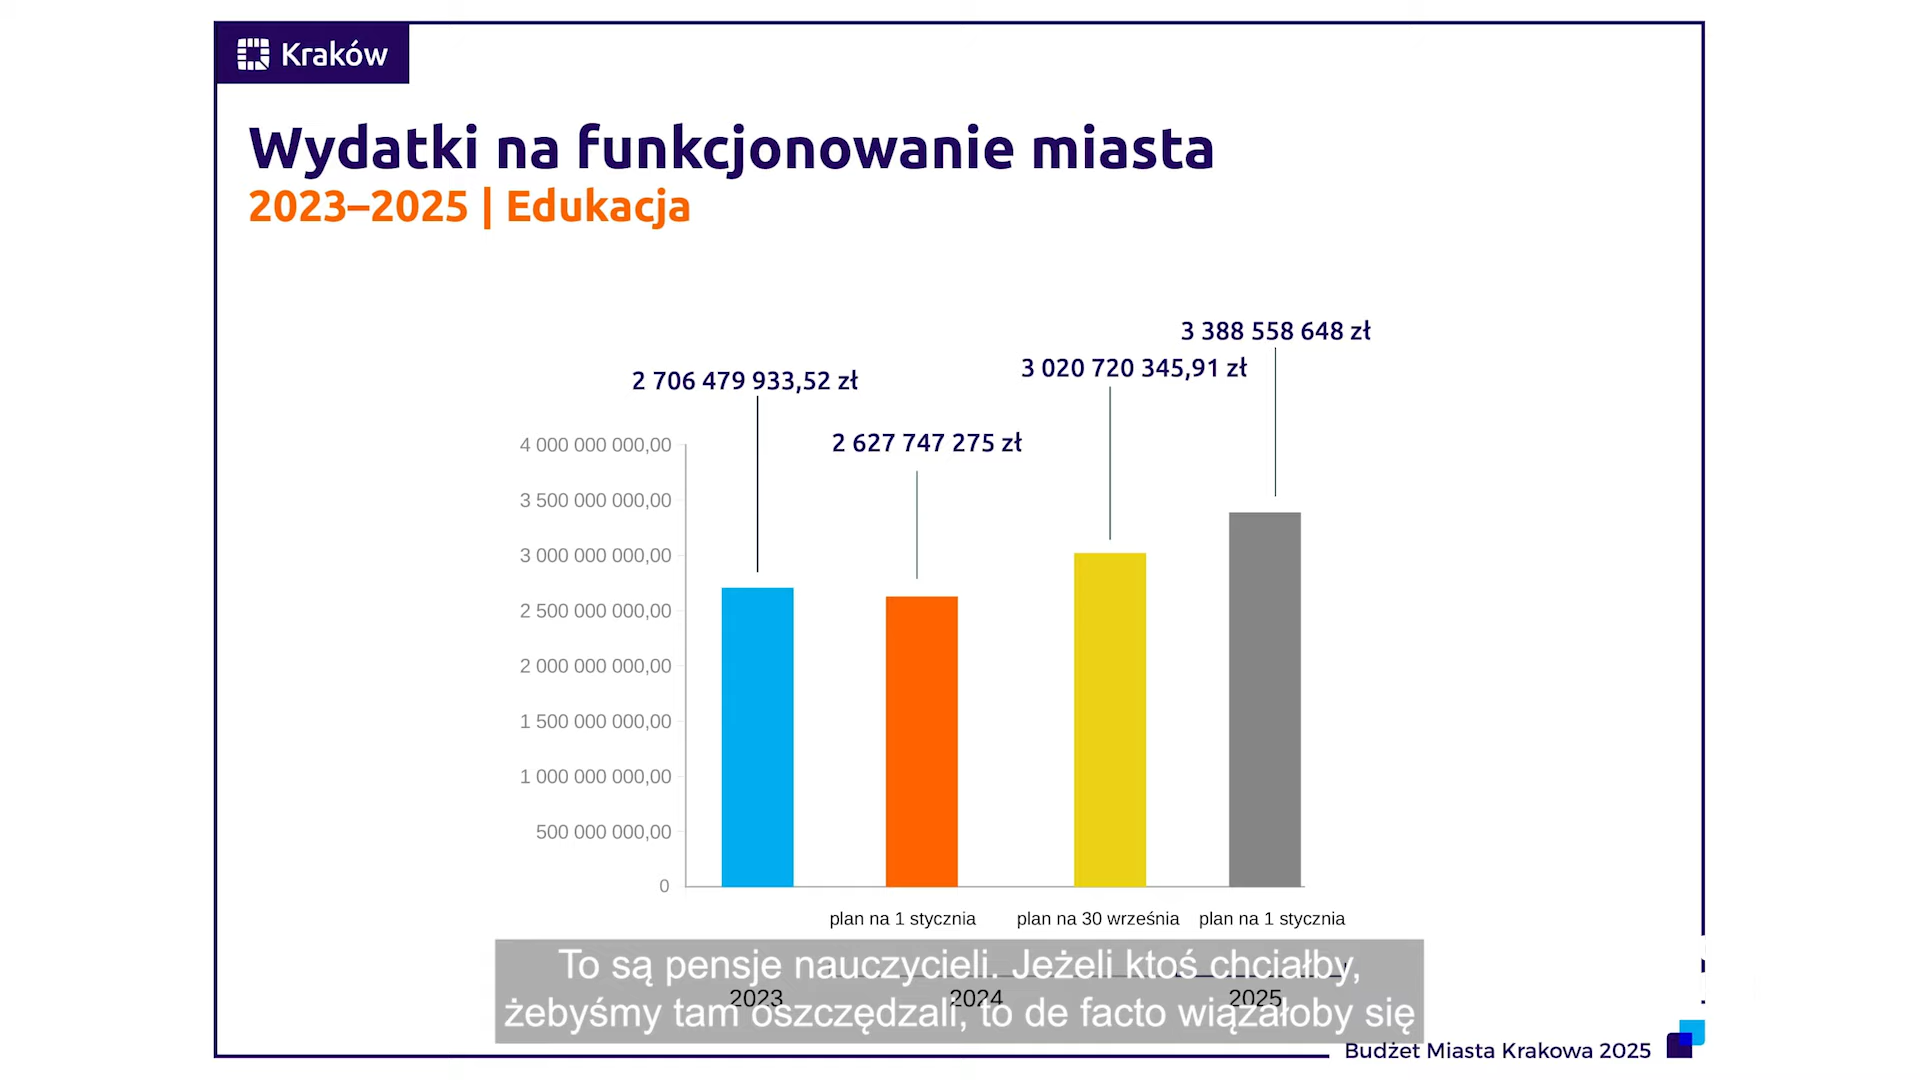 Kraków
Wydatki na funkcjonowanie miasta
2023–2025 | Edukacja
3 388 558 648 zł
3 020 720 345,91 zł
2 706 479 933,52 zł
2 627 747 275 zł
4 000 000 000,00
3 500 000 000,00
3 000 000 000,00
2 500 000 000,00
2 000 000 000,00
1 500 000 000,00
1 000 000 000,00
500 000 000,00
0
plan na 1 stycznia plan na 30 września plan na 1 stycznia
To są pensje nauczycieli. Jeżeli ktoś chciałby,
2023 2024 2025
żebyśmy tam oszczędzali, to de facto wiązałoby się
Budżet Miasta Krakowa 2025